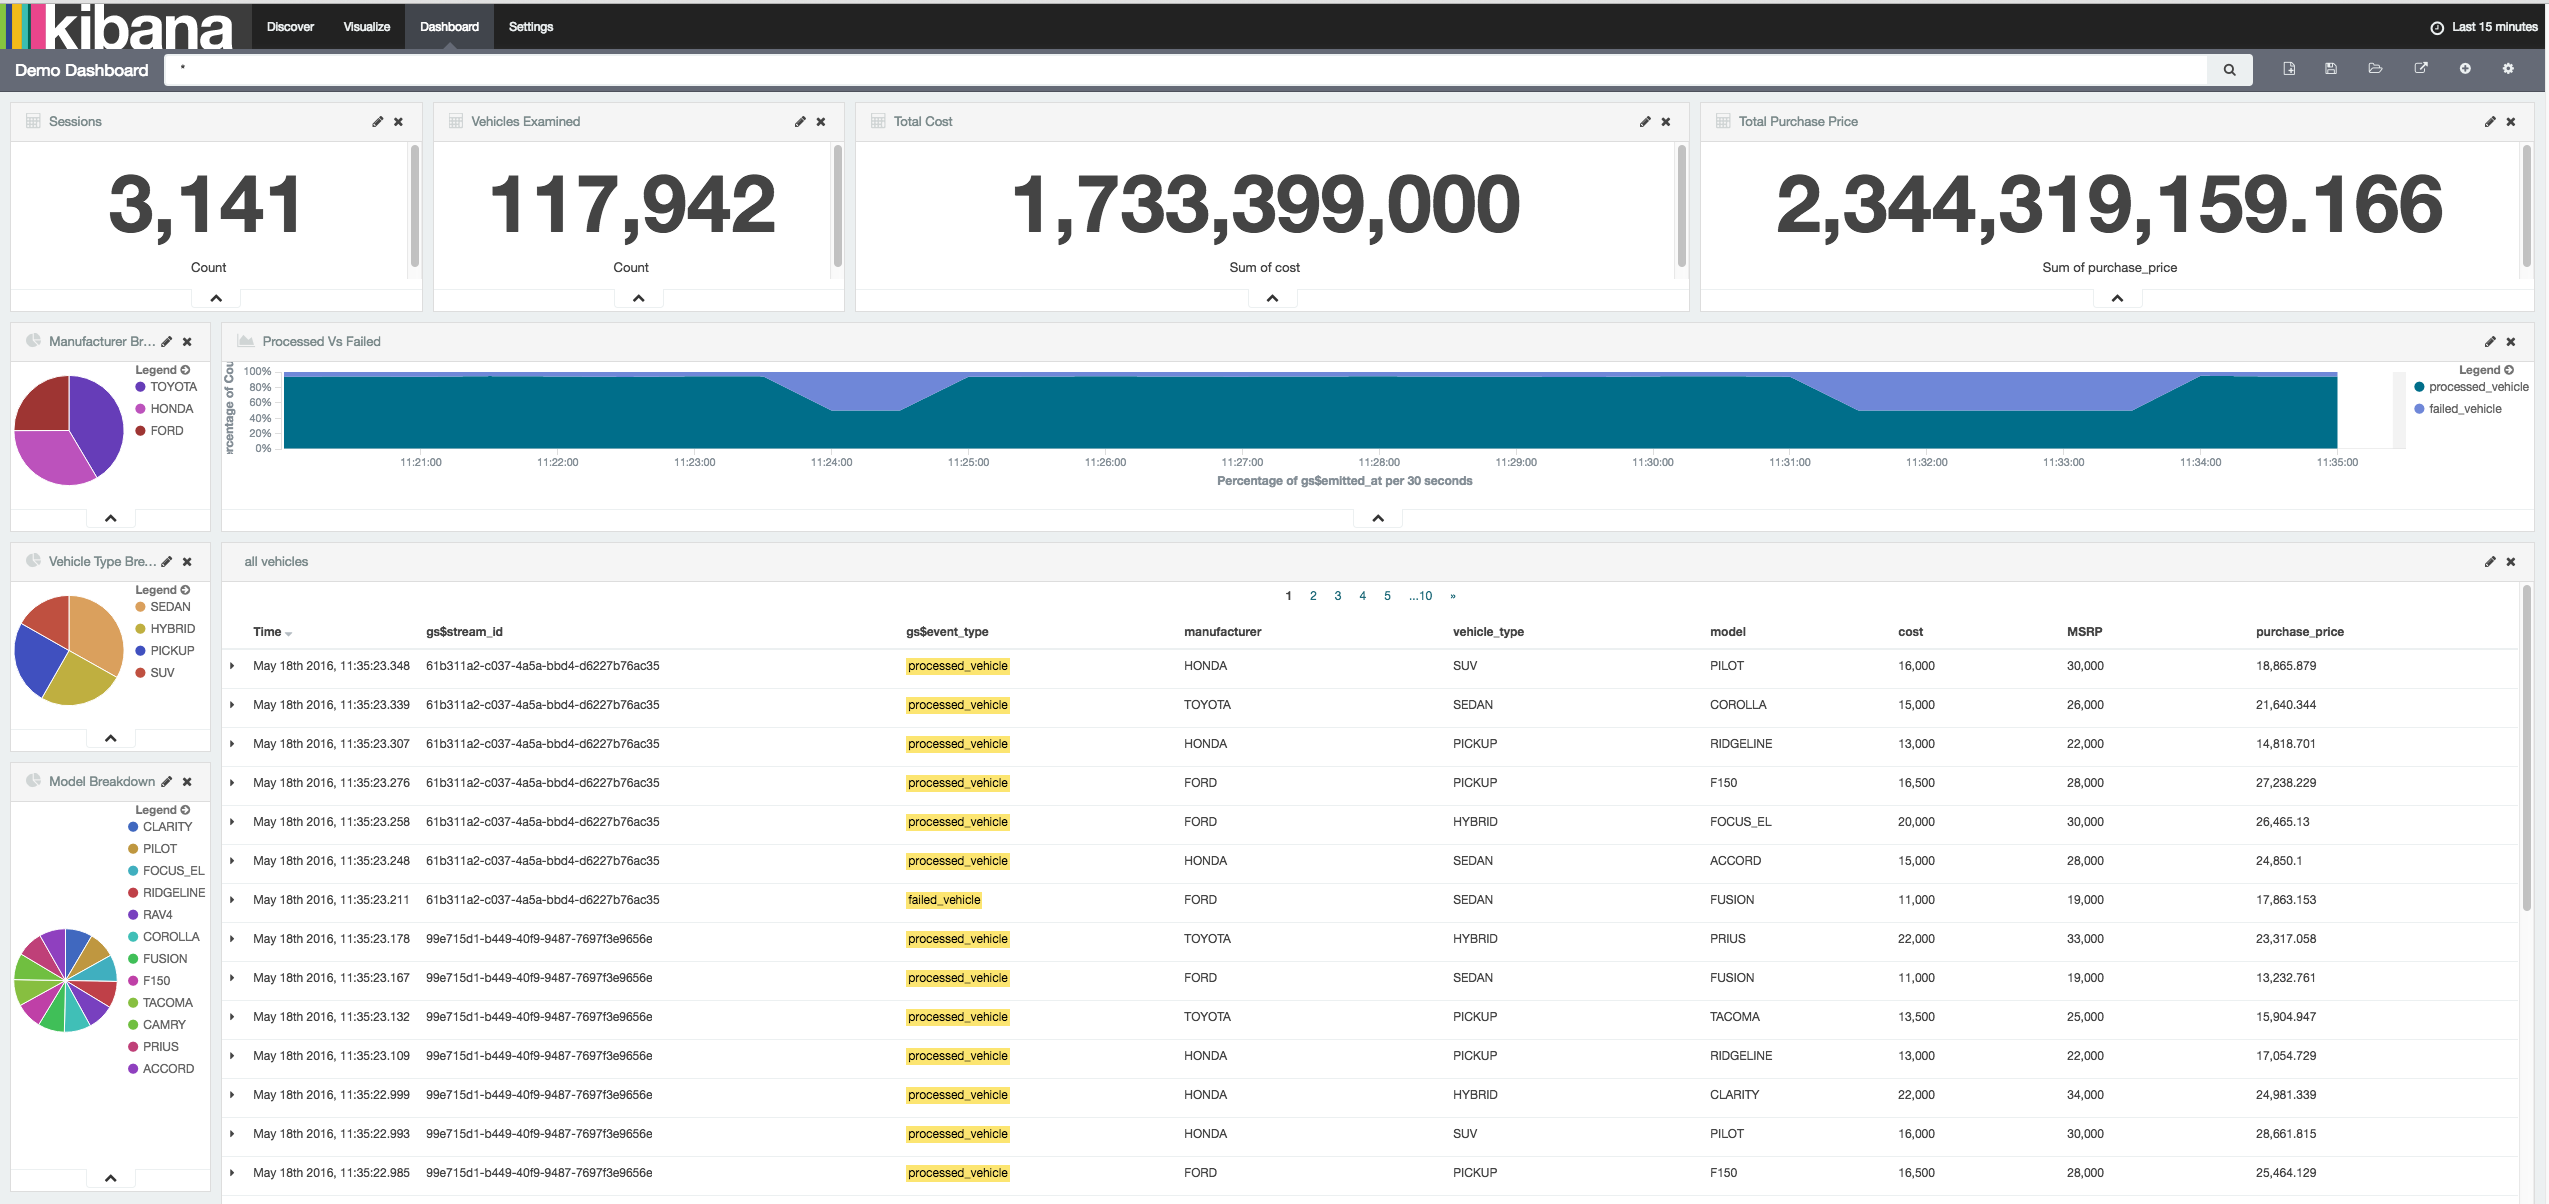 kibana Discover Visualize Dashboard Settings Last 15 minutes
Demo Dashboard *
Sessions
3,141
Count
Vehicles Examined
117,942
Count
Total Cost
1,733,399,000
Sum of cost
Total Purchase Price
2,344,319,159.166
Sum of purchase_price
Manufacturer Br...
Legend
TOYOTA
HONDA
FORD
Processed Vs Failed
100%
80%
60%
40%
20%
0%
11:21:00 11:22:00 11:23:00 11:24:00 11:25:00 11:26:00 11:27:00 11:28:00 11:29:00 11:30:00 11:31:00 11:32:00 11:33:00 11:34:00 11:35:00
Percentage of gs$emitted_at per 30 seconds
Legend
processed_vehicle
failed_vehicle
Vehicle Type Bre...
Legend
SEDAN
HYBRID
PICKUP
SUV
Model Breakdown
Legend
CLARITY
PILOT
FOCUS_EL
RIDGELINE
RAV4
COROLLA
FUSION
F150
TACOMA
CAMRY
PRIUS
ACCORD
all vehicles
1 2 3 4 5 ...10 »
Time gs$stream_id gs$event_type manufacturer vehicle_type model cost MSRP purchase_price
May 18th 2016, 11:35:23.348 61b311a2-c037-4a5a-bbd4-d6227b76ac35 processed_vehicle HONDA SUV PILOT 16,000 30,000 18,865.879
May 18th 2016, 11:35:23.339 61b311a2-c037-4a5a-bbd4-d6227b76ac35 processed_vehicle TOYOTA SEDAN COROLLA 15,000 26,000 21,640.344
May 18th 2016, 11:35:23.307 61b311a2-c037-4a5a-bbd4-d6227b76ac35 processed_vehicle HONDA PICKUP RIDGELINE 13,000 22,000 14,818.701
May 18th 2016, 11:35:23.276 61b311a2-c037-4a5a-bbd4-d6227b76ac35 processed_vehicle FORD PICKUP F150 16,500 28,000 27,238.229
May 18th 2016, 11:35:23.258 61b311a2-c037-4a5a-bbd4-d6227b76ac35 processed_vehicle FORD HYBRID FOCUS_EL 20,000 30,000 26,465.13
May 18th 2016, 11:35:23.248 61b311a2-c037-4a5a-bbd4-d6227b76ac35 processed_vehicle HONDA SEDAN ACCORD 15,000 28,000 24,850.1
May 18th 2016, 11:35:23.211 61b311a2-c037-4a5a-bbd4-d6227b76ac35 failed_vehicle FORD SEDAN FUSION 11,000 19,000 17,863.153
May 18th 2016, 11:35:23.178 99e715d1-b449-40f9-9487-7697f3e9656e processed_vehicle TOYOTA HYBRID PRIUS 22,000 33,000 23,317.058
May 18th 2016, 11:35:23.167 99e715d1-b449-40f9-9487-7697f3e9656e processed_vehicle FORD SEDAN FUSION 11,000 19,000 13,232.761
May 18th 2016, 11:35:23.132 99e715d1-b449-40f9-9487-7697f3e9656e processed_vehicle TOYOTA PICKUP TACOMA 13,500 25,000 15,904.947
May 18th 2016, 11:35:23.109 99e715d1-b449-40f9-9487-7697f3e9656e processed_vehicle HONDA PICKUP RIDGELINE 13,000 22,000 17,054.729
May 18th 2016, 11:35:22.999 99e715d1-b449-40f9-9487-7697f3e9656e processed_vehicle HONDA HYBRID CLARITY 22,000 34,000 24,981.339
May 18th 2016, 11:35:22.993 99e715d1-b449-40f9-9487-7697f3e9656e processed_vehicle HONDA SUV PILOT 16,000 30,000 28,661.815
May 18th 2016, 11:35:22.985 99e715d1-b449-40f9-9487-7697f3e9656e processed_vehicle FORD PICKUP F150 16,500 28,000 25,464.129